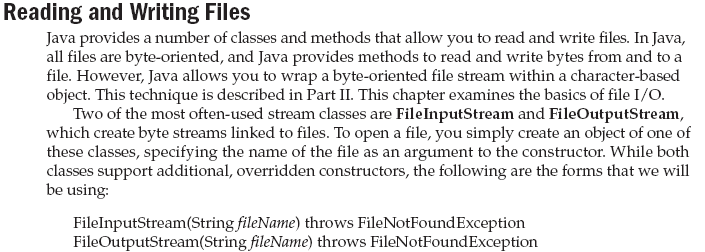 Reading and Writing Files
Java provides a number of classes and methods that allow you to read and write files. In Java,
all files are byte-oriented, and Java provides methods to read and write bytes from and to a
file. However, Java allows you to wrap a byte-oriented file stream within a character-based
object. This technique is described in Part II. This chapter examines the basics of file I/O.
Two of the most often-used stream classes are FileInputStream and FileOutputStream,
which create byte streams linked to files. To open a file, you simply create an object of one of
these classes, specifying the name of the file as an argument to the constructor. While both
classes support additional, overridden constructors, the following are the forms that we will
be using:
FileInputStream(String fileName) throws FileNotFoundException
FileOutputStream(String fileName) throws FileNotFoundException